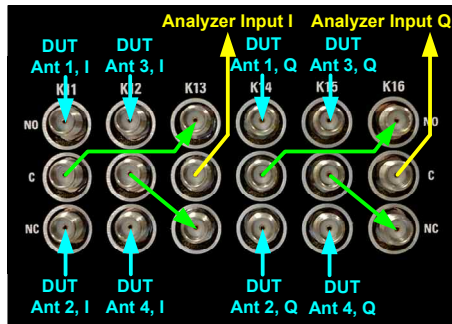 Analyzer Input I Analyzer Input Q
DUT DUT DUT DUT
Ant 1, I Ant 3, I Ant 1, Q Ant 3, Q
K11 K12 K13 K14 K15 K16
NO NO
C C
NC NC
DUT DUT DUT DUT
Ant 2, I Ant 4, I Ant 2, Q Ant 4, Q